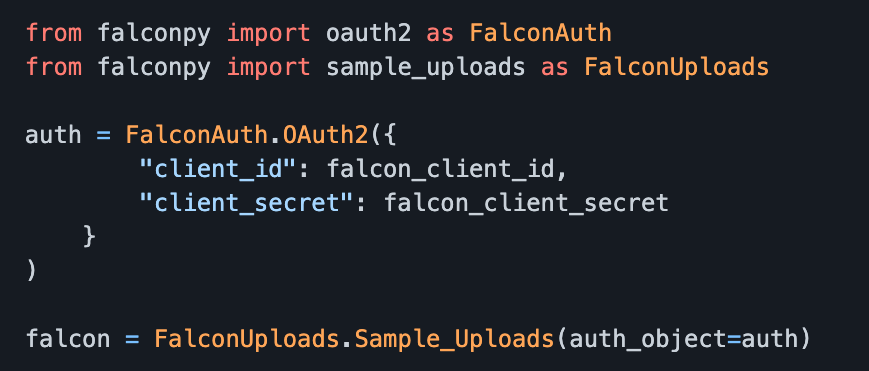 from falconpy import oauth2 as FalconAuth
from falconpy import sample_uploads as FalconUploads

auth = FalconAuth.OAuth2({
        "client_id": falcon_client_id,
        "client_secret": falcon_client_secret
    }
)

falcon = FalconUploads.Sample_Uploads(auth_object=auth)